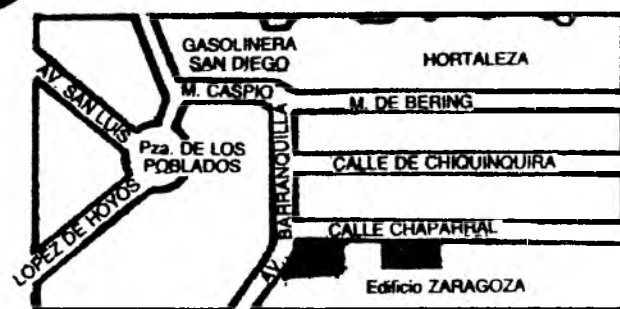 GASOLINERA
SAN DIEGO
HORTALEZA
AV. SAN LUIS
M. CASPIO
M. DE BERING
Pza. DE LOS
POBLADOS
CALLE DE CHIQUINQUIRA
LOPEZ DE HOYOS
AV. BARRANQUILLA
CALLE CHAPARRAL
Edificio ZARAGOZA